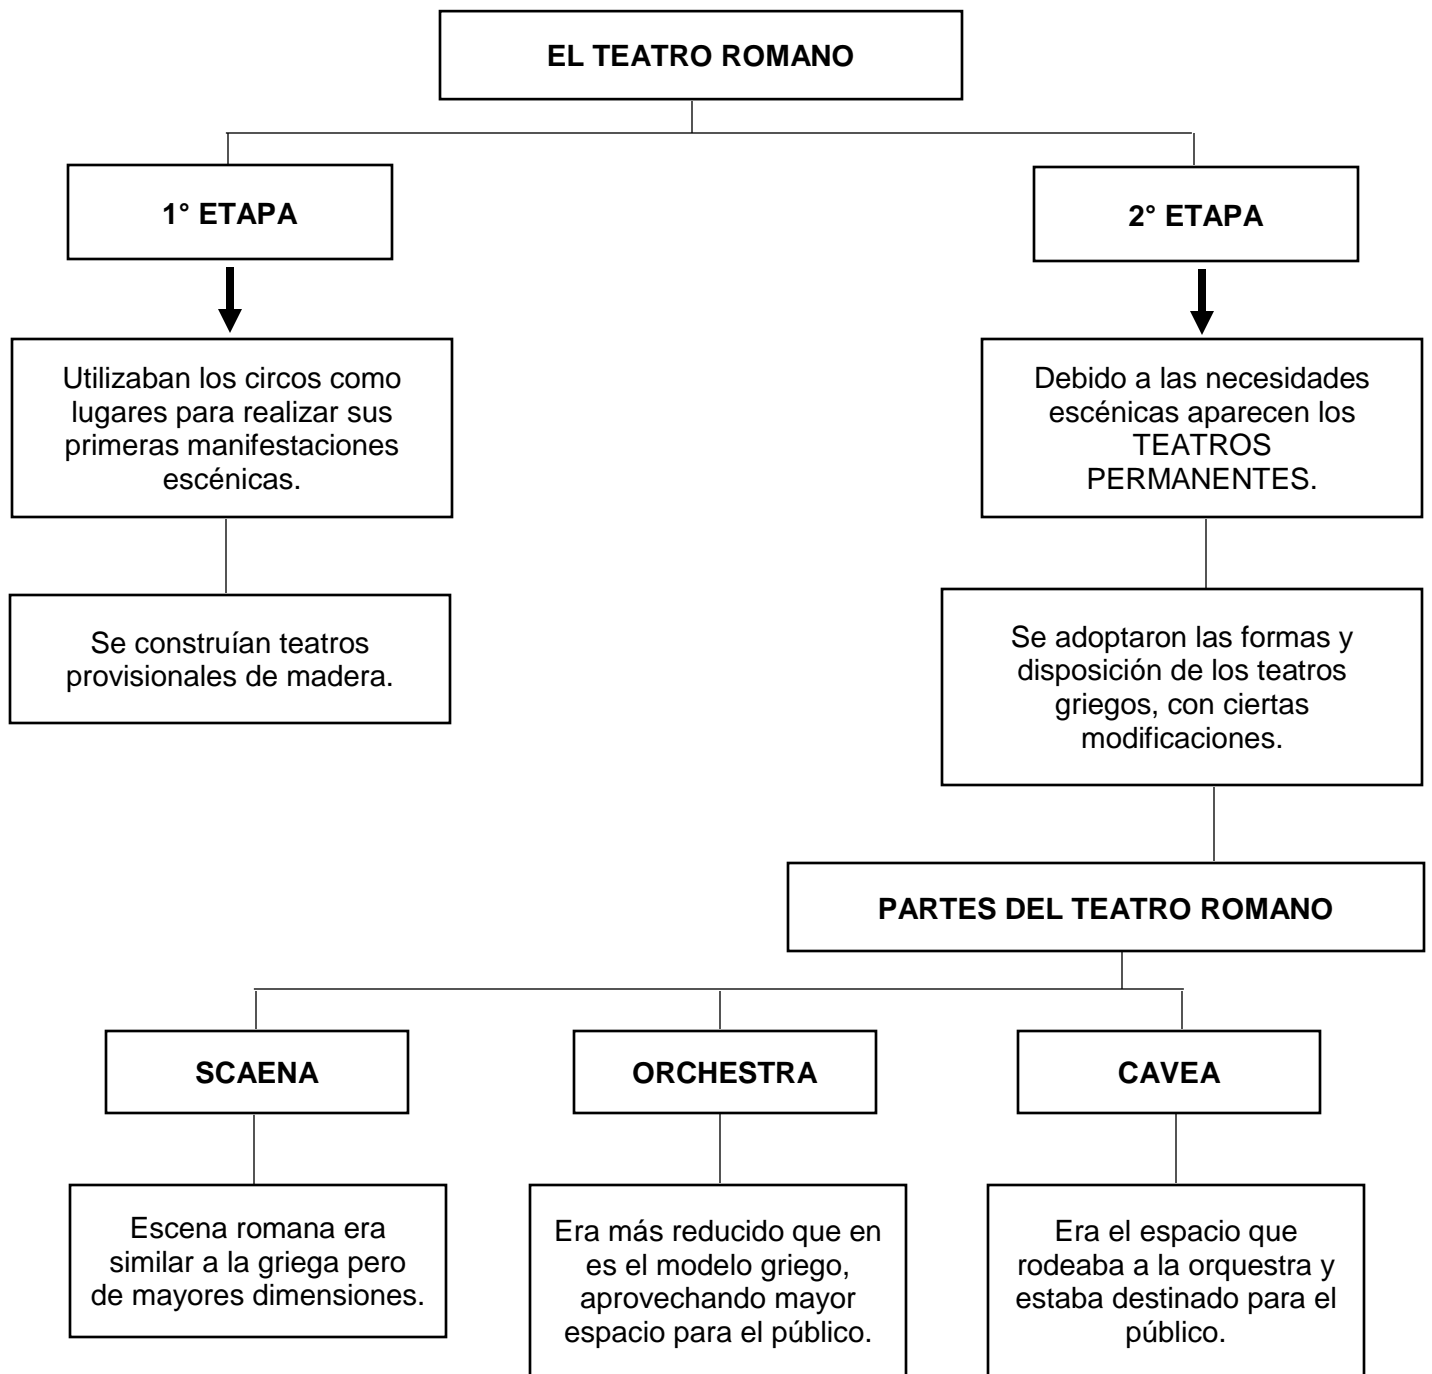 EL TEATRO ROMANO
1° ETAPA
2° ETAPA
Utilizaban los circos como
lugares para realizar sus
primeras manifestaciones
escénicas.
Debido a las necesidades
escénicas aparecen los
TEATROS
PERMANENTES.
Se construían teatros
provisionales de madera.
Se adoptaron las formas y
disposición de los teatros
griegos, con ciertas
modificaciones.
PARTES DEL TEATRO ROMANO
SCAENA
ORCHESTRA
CAVEA
Escena romana era
similar a la griega pero
de mayores dimensiones.
Era más reducido que en
es el modelo griego,
aprovechando mayor
espacio para el público.
Era el espacio que
rodeaba a la orquestra y
estaba destinado para el
público.